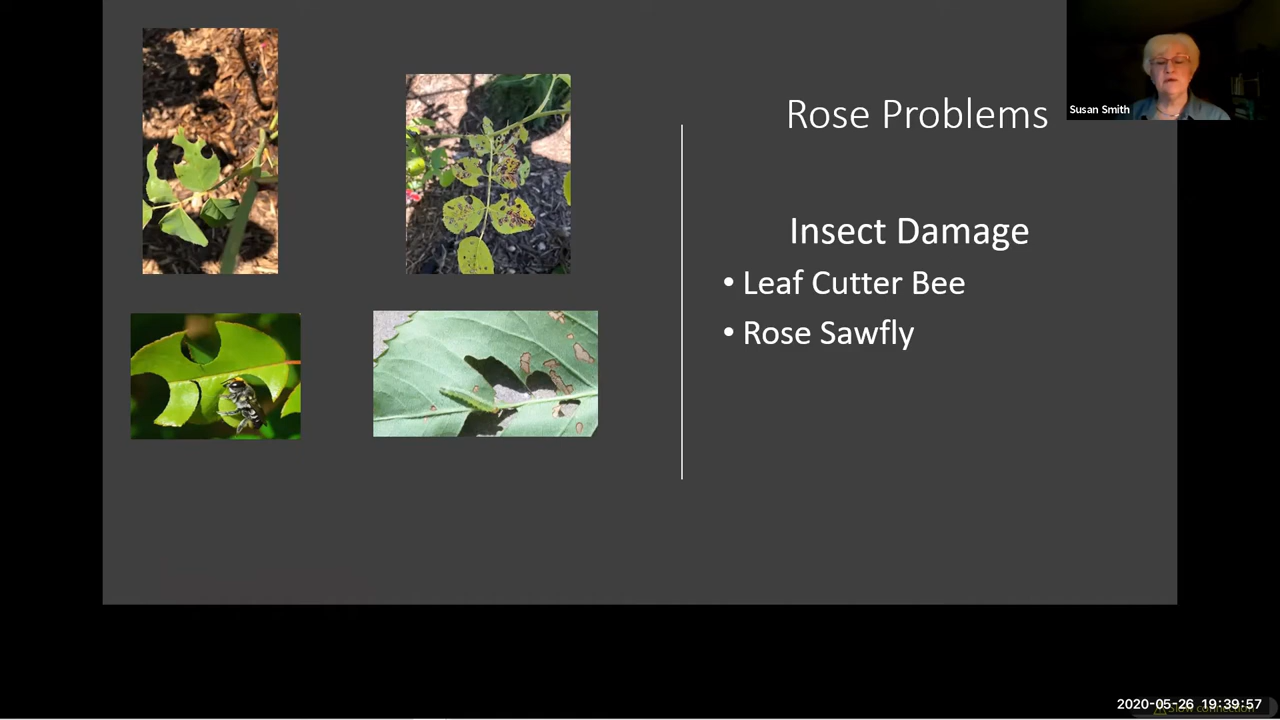 Rose Problems
Susan Smith
Insect Damage
• Leaf Cutter Bee
• Rose Sawfly
2020-05-26 19:39:57